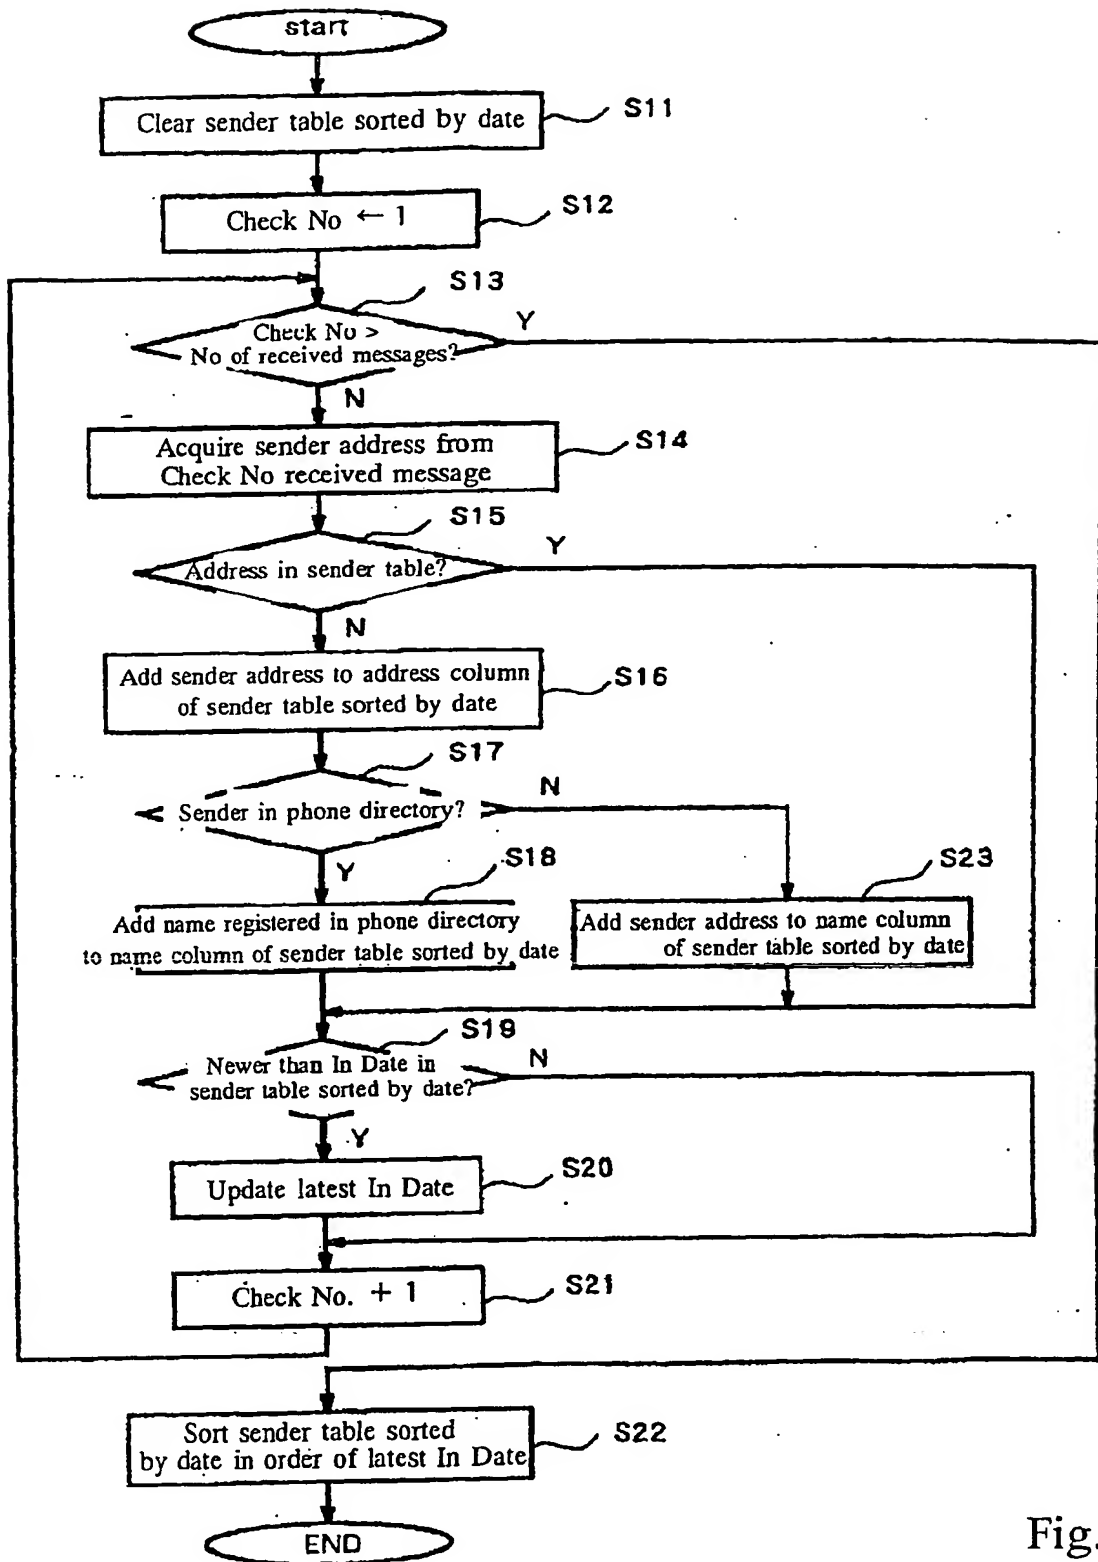 start
Clear sender table sorted by date
S11
Check No ← 1
S12
S13
Check No >
No of received messages?
Y
N
Acquire sender address from
Check No received message
S14
S15
Address in sender table?
Y
N
Add sender address to address column
of sender table sorted by date
S16
S17
Sender in phone directory?
N
Y
S18
Add name registered in phone directory
to name column of sender table sorted by date
S23
Add sender address to name column
of sender table sorted by date
S19
Newer than In Date in
sender table sorted by date?
N
Y
Update latest In Date
S20
Check No. + 1
S21
Sort sender table sorted
by date in order of latest In Date
S22
END
Fig.